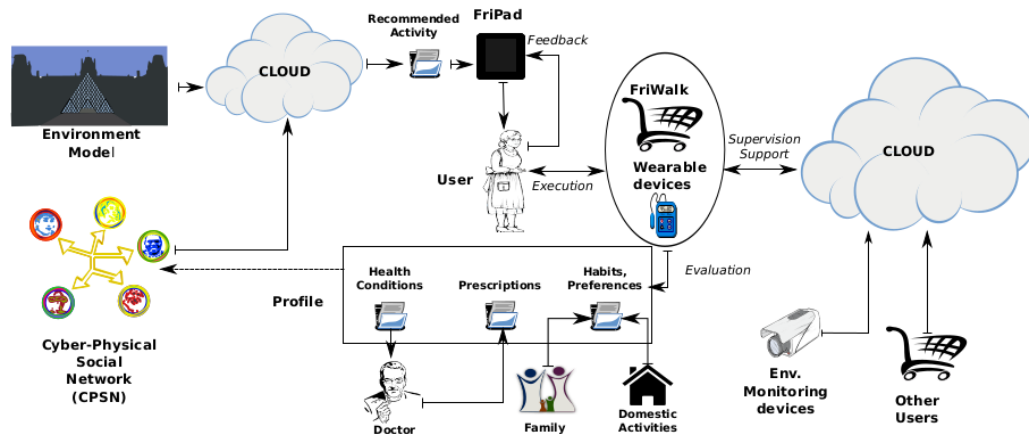 Recommended
Activity
FriPad
Feedback
CLOUD
Environment
Model
FriWalk
Wearable
devices
Supervision
Support
CLOUD
User
Execution
Evaluation
Profile
Health
Conditions
Prescriptions
Habits,
Preferences
Cyber-Physical
Social
Network
(CPSN)
Doctor
Family
Domestic
Activities
Env.
Monitoring
devices
Other
Users